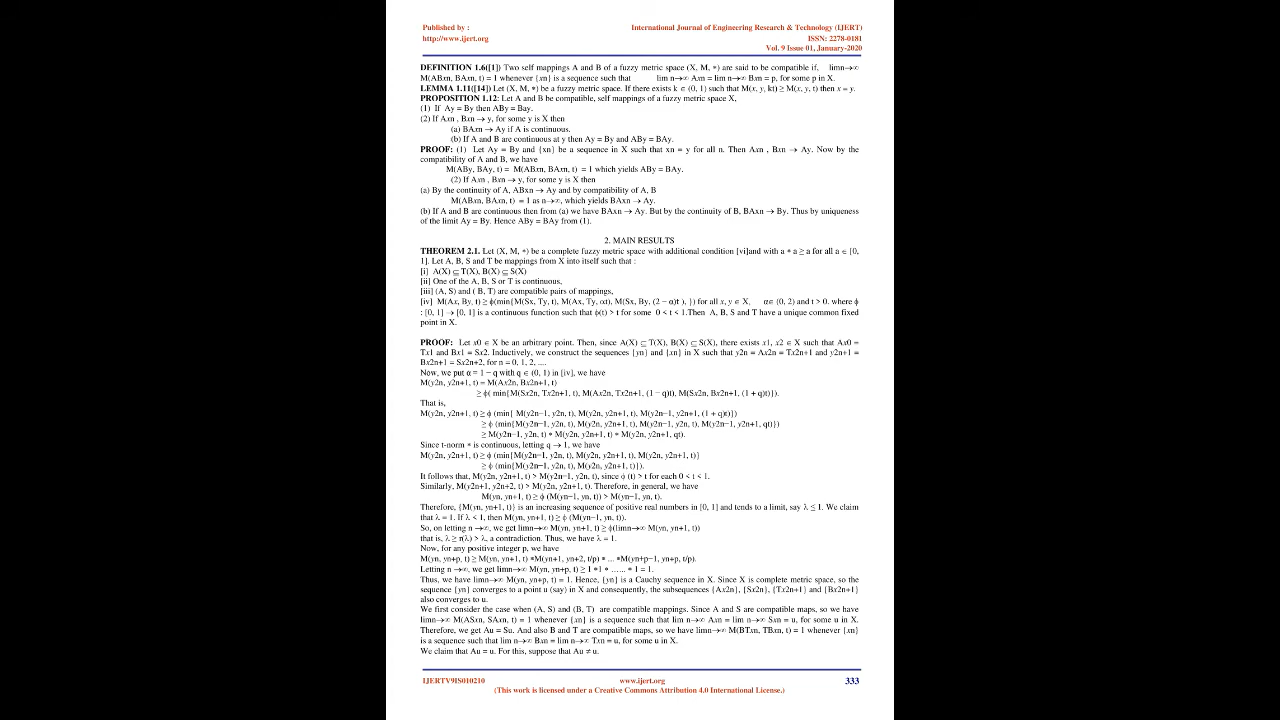 Published by :
International Journal of Engineering Research & Technology (IJERT)
http://www.ijert.org
ISSN: 2278-0181
Vol. 9 Issue 01, January-2020
DEFINITION 1.6([1]) Two self mappings A and B of a fuzzy metric space (X, M, *) are said to be compatible if, limn→∞
M(ABxn, BAxn, t) = 1 whenever {xn} is a sequence such that lim n→∞ Axn = lim n→∞ Bxn = p, for some p in X.
LEMMA 1.11([14]) Let (X, M, *) be a fuzzy metric space. If there exists k ∈ (0, 1) such that M(x, y, kt) ≥ M(x, y, t) then x = y.
PROPOSITION 1.12: Let A and B be compatible, self mappings of a fuzzy metric space X,
(1) If Ay = By then ABy = Bay.
(2) If Axn , Bxn → y, for some y is X then
(a) BAxn → Ay if A is continuous.
(b) If A and B are continuous at y then Ay = By and ABy = BAy.
PROOF: (1) Let Ay = By and {xn} be a sequence in X such that xn = y for all n. Then Axn , Bxn → Ay. Now by the
compatibility of A and B, we have
M(ABy, BAy, t) = M(ABxn, BAxn, t) = 1 which yields ABy = BAy.
(2) If Axn , Bxn → y, for some y is X then
(a) By the continuity of A, ABxn → Ay and by compatibility of A, B
M(ABxn, BAxn, t) = 1 as n→∞, which yields BAxn → Ay.
(b) If A and B are continuous then from (a) we have BAxn → Ay. But by the continuity of B, BAxn → By. Thus by uniqueness
of the limit Ay = By. Hence ABy = BAy from (1).
2. MAIN RESULTS
THEOREM 2.1. Let (X, M, *) be a complete fuzzy metric space with additional condition [vi]and with a * a ≥ a for all a ∈ [0,
1]. Let A, B, S and T be mappings from X into itself such that :
[i] A(X) ⊆ T(X), B(X) ⊆ S(X)
[ii] One of the A, B, S or T is continuous,
[iii] (A, S) and ( B, T) are compatible pairs of mappings,
[iv] M(Ax, By, t) ≥ ϕ(min{M(Sx, Ty, t), M(Ax, Ty, αt), M(Sx, By, (2 − α)t ), }) for all x, y ∈ X, α∈ (0, 2) and t > 0. where ϕ
: [0, 1] → [0, 1] is a continuous function such that ϕ(t) > t for some 0 < t < 1.Then A, B, S and T have a unique common fixed
point in X.
PROOF: Let x0 ∈ X be an arbitrary point. Then, since A(X) ⊆ T(X), B(X) ⊆ S(X), there exists x1, x2 ∈ X such that Ax0 =
Tx1 and Bx1 = Sx2. Inductively, we construct the sequences {yn} and {xn} in X such that y2n = Ax2n = Tx2n+1 and y2n+1 =
Bx2n+1 = Sx2n+2, for n = 0, 1, 2, ....
Now, we put α = 1 − q with q ∈ (0, 1) in [iv], we have
M(y2n, y2n+1, t) = M(Ax2n, Bx2n+1, t)
≥ ϕ( min{M(Sx2n, Tx2n+1, t), M(Ax2n, Tx2n+1, (1 − q)t), M(Sx2n, Bx2n+1, (1 + q)t)}).
That is,
M(y2n, y2n+1, t) ≥ ϕ (min{ M(y2n−1, y2n, t), M(y2n, y2n+1, t), M(y2n−1, y2n+1, (1 + q)t)})
≥ ϕ (min{M(y2n−1, y2n, t), M(y2n, y2n+1, t), M(y2n−1, y2n, t), M(y2n−1, y2n+1, qt)})
≥ M(y2n−1, y2n, t) * M(y2n, y2n+1, t) * M(y2n, y2n+1, qt).
Since t-norm * is continuous, letting q → 1, we have
M(y2n, y2n+1, t) ≥ ϕ (min{M(y2n−1, y2n, t), M(y2n, y2n+1, t), M(y2n, y2n+1, t)}
≥ ϕ (min{M(y2n−1, y2n, t), M(y2n, y2n+1, t)}).
It follows that, M(y2n, y2n+1, t) > M(y2n−1, y2n, t), since ϕ (t) > t for each 0 < t < 1.
Similarly, M(y2n+1, y2n+2, t) > M(y2n, y2n+1, t). Therefore, in general, we have
M(yn, yn+1, t) ≥ ϕ (M(yn−1, yn, t)) > M(yn−1, yn, t).
Therefore, {M(yn, yn+1, t)} is an increasing sequence of positive real numbers in [0, 1] and tends to a limit, say λ ≤ 1. We claim
that λ = 1. If λ < 1, then M(yn, yn+1, t) ≥ ϕ (M(yn−1, yn, t)).
So, on letting n →∞, we get limn→∞ M(yn, yn+1, t) ≥ ϕ(limn→∞ M(yn, yn+1, t))
that is, λ ≥ r(λ) > λ, a contradiction. Thus, we have λ = 1.
Now, for any positive integer p, we have
M(yn, yn+p, t) ≥ M(yn, yn+1, t) *M(yn+1, yn+2, t/p) * ... *M(yn+p−1, yn+p, t/p).
Letting n →∞, we get limn→∞ M(yn, yn+p, t) ≥ 1 *1 * …... * 1 = 1.
Thus, we have limn→∞ M(yn, yn+p, t) = 1. Hence, {yn} is a Cauchy sequence in X. Since X is complete metric space, so the
sequence {yn} converges to a point u (say) in X and consequently, the subsequences {Ax2n}, {Sx2n}, {Tx2n+1} and {Bx2n+1}
also converges to u.
We first consider the case when (A, S) and (B, T) are compatible mappings. Since A and S are compatible maps, so we have
limn→∞ M(ASxn, SAxn, t) = 1 whenever {xn} is a sequence such that lim n→∞ Axn = lim n→∞ Sxn = u, for some u in X.
Therefore, we get Au = Su. And also B and T are compatible maps, so we have limn→∞ M(BTxn, TBxn, t) = 1 whenever {xn}
is a sequence such that lim n→∞ Bxn = lim n→∞ Txn = u, for some u in X.
We claim that Au = u. For this, suppose that Au ≠ u.
IJERTV9IS010210
www.ijert.org
333
(This work is licensed under a Creative Commons Attribution 4.0 International License.)